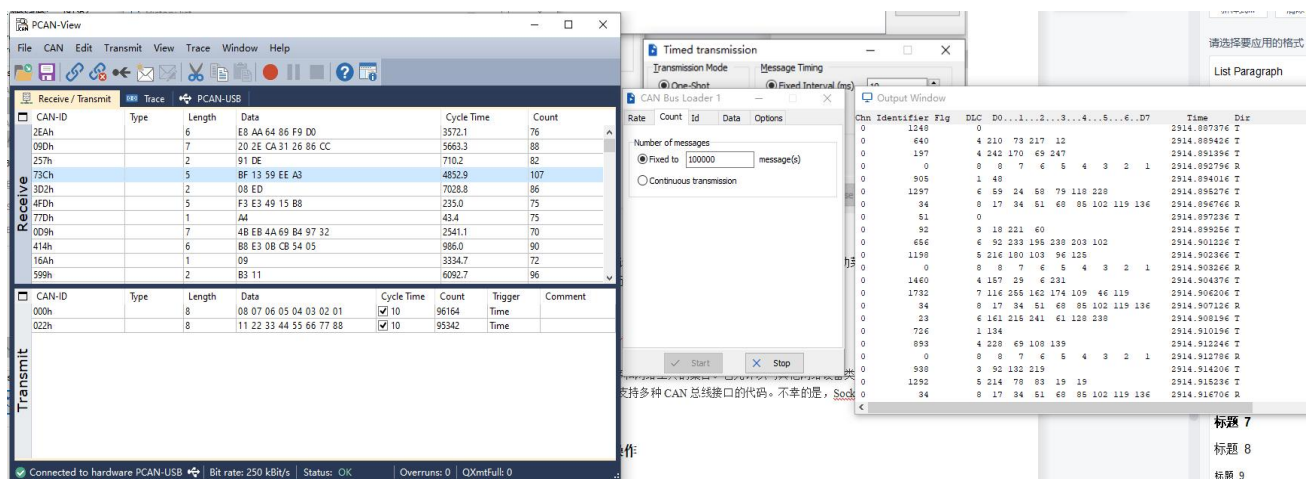 PCAN-View
File CAN Edit Transmit View Trace Window Help
Receive / Transmit Trace PCAN-USB
CAN-ID Type Length Data Cycle Time Count
2EAh 6 E8 AA 64 86 F9 D0 3572.1 76
09Dh 7 20 2E CA 31 26 86 CC 5663.3 88
257h 2 91 DE 710.2 82
73Ch 5 BF 13 59 EE A3 4852.9 107
3D2h 2 08 ED 7028.8 86
4FDh 5 F3 E3 49 15 B8 235.0 75
77Dh 1 A4 43.4 75
0D9h 7 4B EB 4A 69 B4 97 32 2541.1 70
414h 6 B8 E3 0B CB 54 05 986.0 90
16Ah 1 09 3334.7 72
599h 2 B3 11 6092.7 96
Receive
CAN-ID Type Length Data Cycle Time Count Trigger Comment
000h 8 08 07 06 05 04 03 02 01 10 96164 Time
022h 8 11 22 33 44 55 66 77 88 10 95342 Time
Transmit
Connected to hardware PCAN-USB Bit rate: 250 kBit/s Status: OK Overruns: 0 QXmtFull: 0
Timed transmission
Transmission Mode Message Timing
One-Shot Fixed Interval (ms) 10
CAN Bus Loader 1
Rate Count Id Data Options
Number of messages
Fixed to 100000 message(s)
Continuous transmission
Start Stop
支持多种 CAN 总线接口的代码。不幸的是，Sock
Output Window
Chn Identifier Flg DLC D0...1...2...3...4...5...6..D7 Time Dir
0 1248 0 2914.887376 T
0 640 4 210 73 217 12 2914.889426 T
0 197 4 242 170 69 247 2914.891396 T
0 0 8 8 7 6 5 4 3 2 1 2914.892796 R
0 905 1 48 2914.894016 T
0 1297 6 59 24 58 79 118 228 2914.895276 T
0 34 8 17 34 51 68 85 102 119 136 2914.896766 R
0 51 0 2914.897236 T
0 92 3 18 221 60 2914.899256 T
0 656 6 92 233 195 238 203 102 2914.901226 T
0 1198 5 216 180 103 96 125 2914.902366 T
0 0 8 8 7 6 5 4 3 2 1 2914.903266 R
0 1460 4 157 29 6 231 2914.904376 T
0 1732 7 116 255 162 174 109 46 119 2914.906206 T
0 34 8 17 34 51 68 85 102 119 136 2914.907126 R
0 23 6 161 215 241 61 128 238 2914.908196 T
0 726 1 134 2914.910196 T
0 893 4 228 69 108 139 2914.912246 T
0 0 8 8 7 6 5 4 3 2 1 2914.912786 R
0 938 3 92 132 219 2914.914206 T
0 1292 5 214 78 83 19 19 2914.915236 T
0 34 8 17 34 51 68 85 102 119 136 2914.916706 R
请选择要应用的格式
List Paragraph
标题 7
标题 8
标题 9